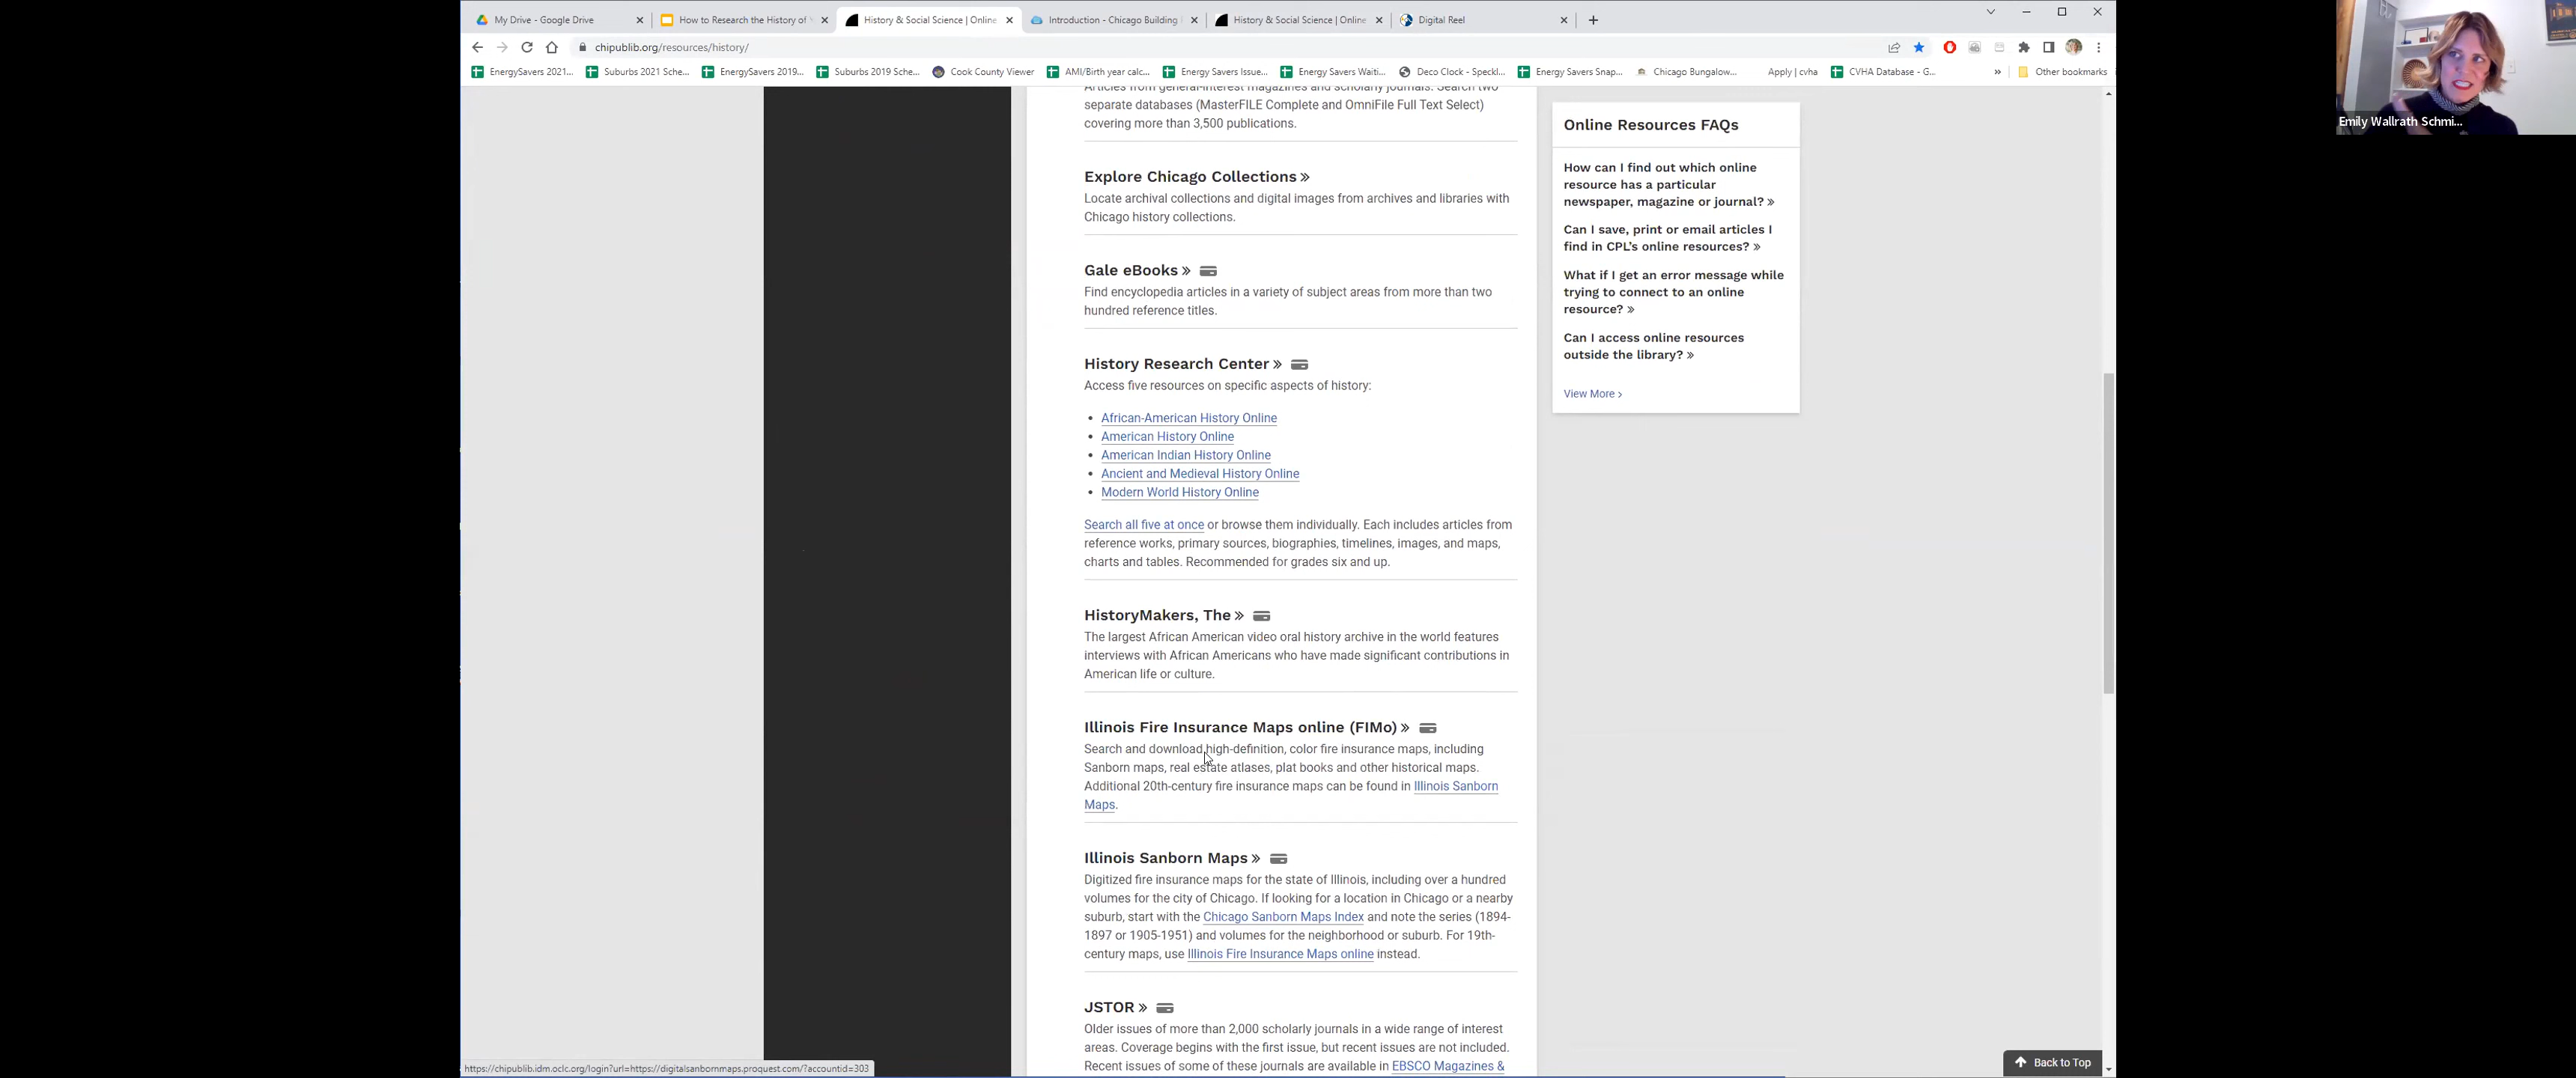 My Drive - Google Drive
How to Research the History of
History & Social Science | Online
Introduction - Chicago Building
History & Social Science | Online
Digital Reel
chipublib.org/resources/history/
EnergySavers 2021...
Suburbs 2021 Sche...
EnergySavers 2019...
Suburbs 2019 Sche...
Cook County Viewer
AMI/Birth year calc...
Energy Savers Issue...
Energy Savers Waiti...
Deco Clock - Speckl...
Energy Savers Snap...
Chicago Bungalow...
Apply | cvha
CVHA Database - G...
Other bookmarks
Articles from general-interest magazines and scholarly journals. Search two
separate databases (MasterFILE Complete and OmniFile Full Text Select)
covering more than 3,500 publications.
Explore Chicago Collections »
Locate archival collections and digital images from archives and libraries with
Chicago history collections.
Gale eBooks »
Find encyclopedia articles in a variety of subject areas from more than two
hundred reference titles.
History Research Center »
Access five resources on specific aspects of history:
• African-American History Online
• American History Online
• American Indian History Online
• Ancient and Medieval History Online
• Modern World History Online
Search all five at once or browse them individually. Each includes articles from
reference works, primary sources, biographies, timelines, images, and maps,
charts and tables. Recommended for grades six and up.
HistoryMakers, The »
The largest African American video oral history archive in the world features
interviews with African Americans who have made significant contributions in
American life or culture.
Illinois Fire Insurance Maps online (FIMo) »
Search and download high-definition, color fire insurance maps, including
Sanborn maps, real estate atlases, plat books and other historical maps.
Additional 20th-century fire insurance maps can be found in Illinois Sanborn
Maps.
Illinois Sanborn Maps »
Digitized fire insurance maps for the state of Illinois, including over a hundred
volumes for the city of Chicago. If looking for a location in Chicago or a nearby
suburb, start with the Chicago Sanborn Maps Index and note the series (1894-
1897 or 1905-1951) and volumes for the neighborhood or suburb. For 19th-
century maps, use Illinois Fire Insurance Maps online instead.
JSTOR »
Older issues of more than 2,000 scholarly journals in a wide range of interest
areas. Coverage begins with the first issue, but recent issues are not included.
Recent issues of some of these journals are available in EBSCO Magazines &
Online Resources FAQs
How can I find out which online
resource has a particular
newspaper, magazine or journal? »
Can I save, print or email articles I
find in CPL's online resources? »
What if I get an error message while
trying to connect to an online
resource? »
Can I access online resources
outside the library? »
View More ›
Back to Top
https://chipublib.idm.oclc.org/login?url=https://digitalsanbornmaps.proquest.com/?accountid=303
Emily Wallrath Schmi...